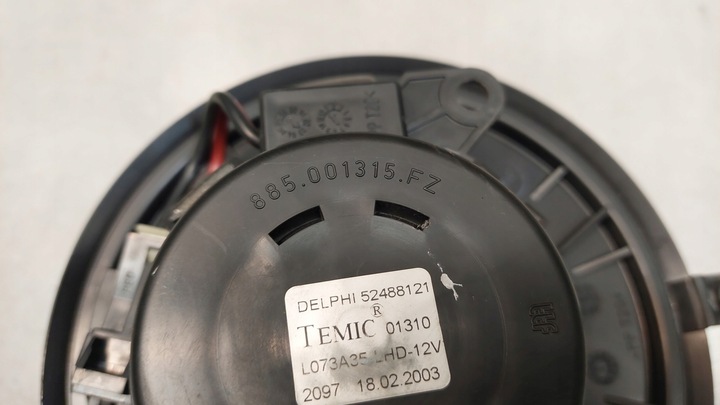 885.001315.FZ
DELPHI 52488121
TEMIC® 01310
L073A35 LHD-12V
2097 18.02.2003